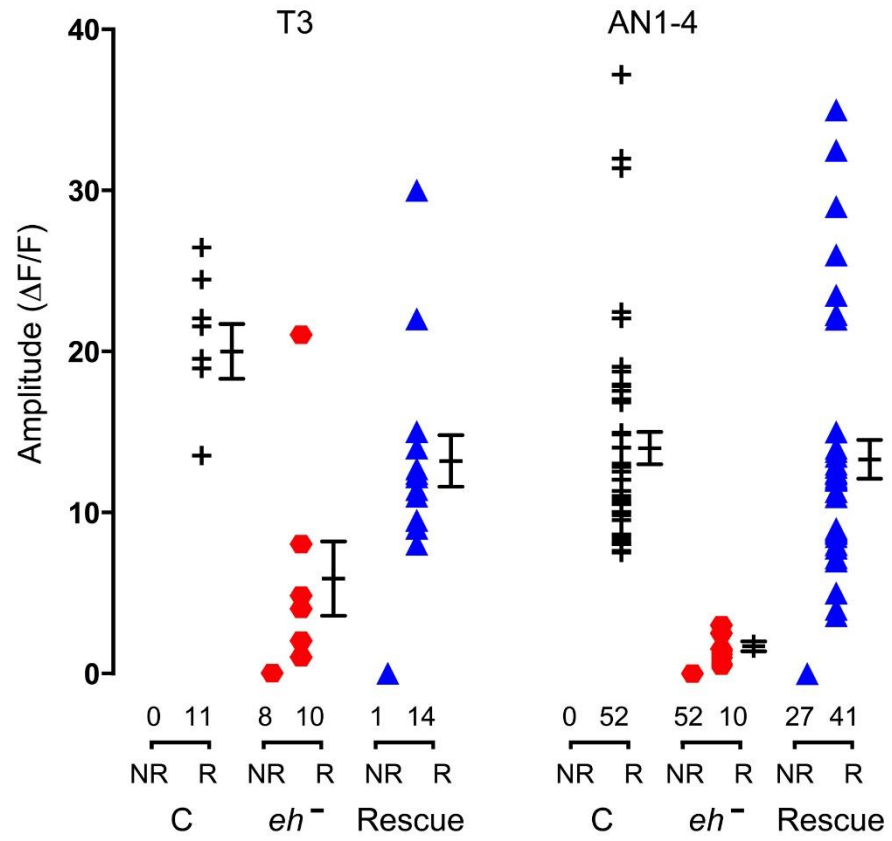 T3 AN1-4
40
30
20
10
0
Amplitude (ΔF/F)
0 11 8 10 1 14 0 52 52 10 27 41
NR R NR R NR R NR R NR R NR R
C eh⁻ Rescue C eh⁻ Rescue